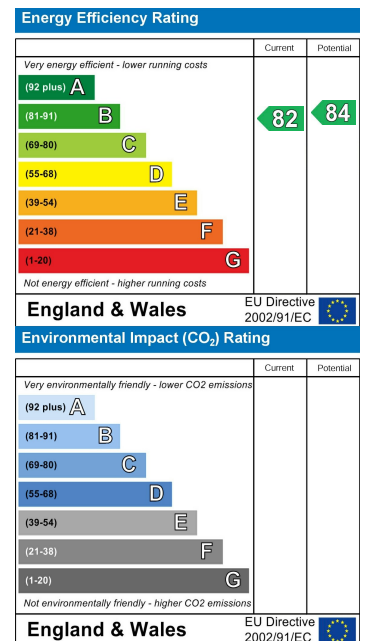 Energy Efficiency Rating
Current Potential
Very energy efficient - lower running costs
(92 plus) A
(81-91) B
82 84
(69-80) C
(55-68) D
(39-54) E
(21-38) F
(1-20) G
Not energy efficient - higher running costs
England & Wales EU Directive
2002/91/EC
Environmental Impact (CO₂) Rating
Current Potential
Very environmentally friendly - lower CO2 emissions
(92 plus) A
(81-91) B
(69-80) C
(55-68) D
(39-54) E
(21-38) F
(1-20) G
Not environmentally friendly - higher CO2 emissions
England & Wales EU Directive
2002/91/EC